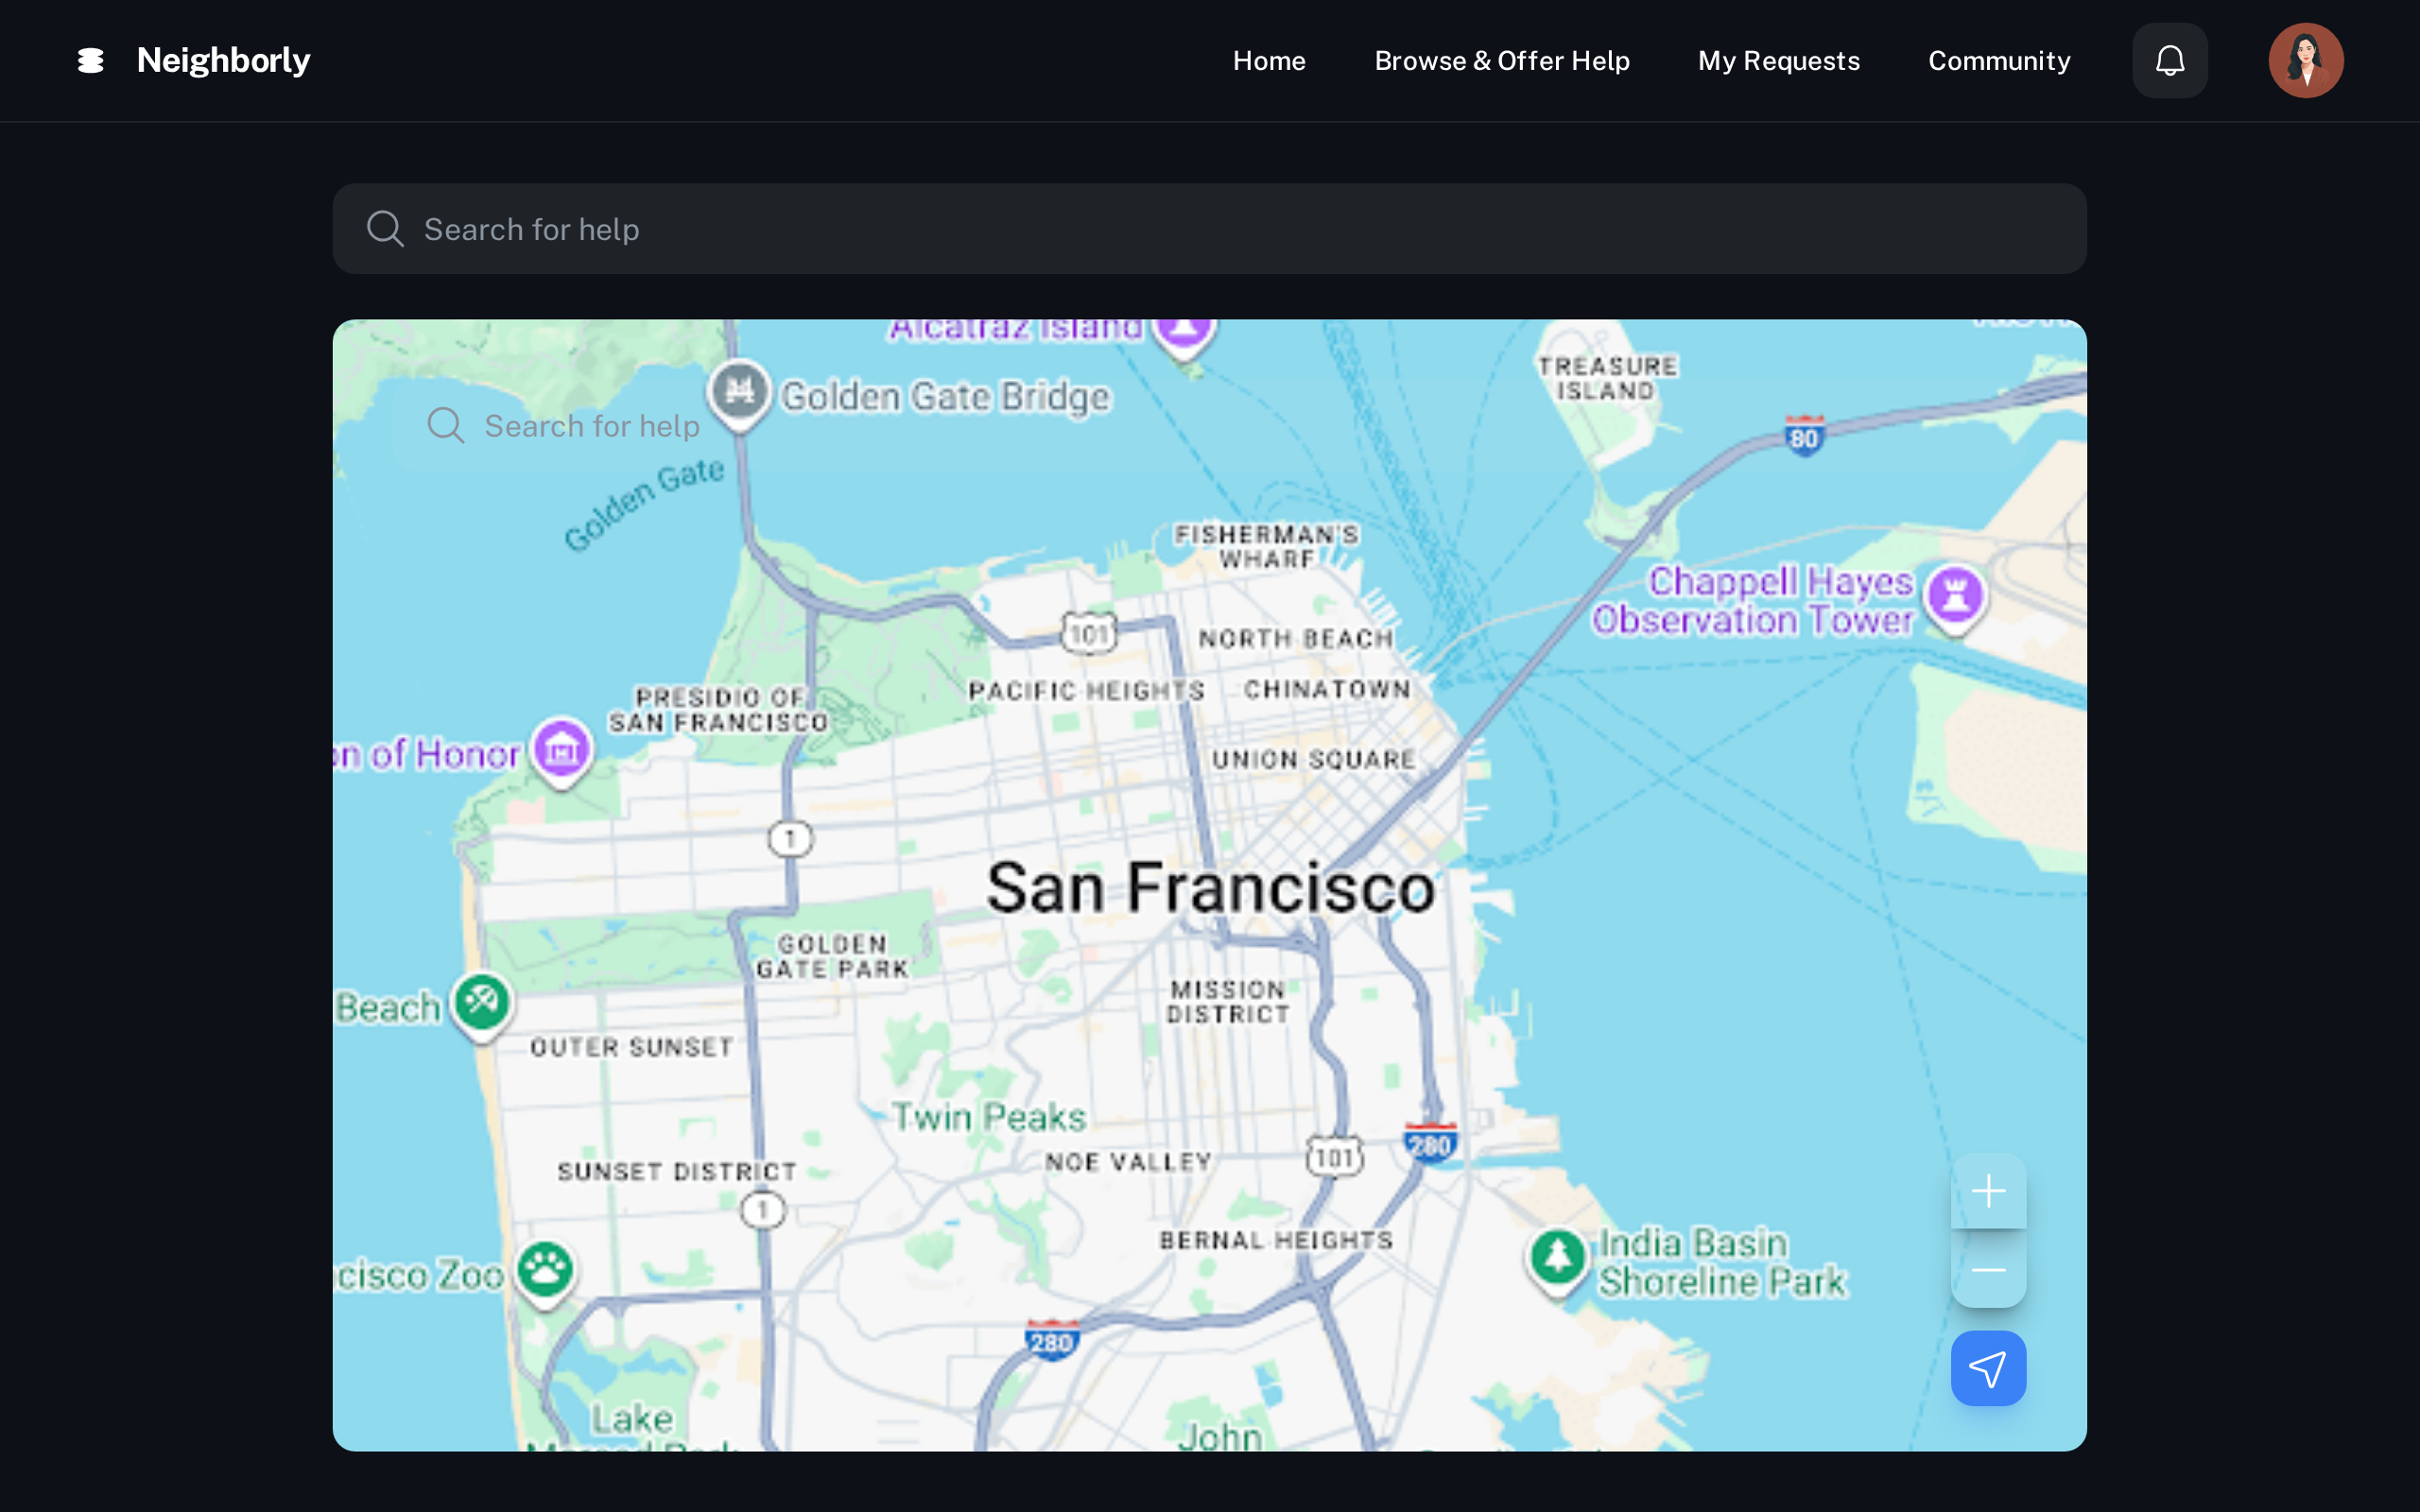 Neighborly
Home
Browse & Offer Help
My Requests
Community
Search for help
Alcatraz Island
TREASURE
ISLAND
Golden Gate Bridge
Search for help
80
Golden Gate
FISHERMAN'S
WHARF
Chappell Hayes
Observation Tower
101
NORTH BEACH
PACIFIC HEIGHTS
CHINATOWN
PRESIDIO OF
SAN FRANCISCO
on of Honor
UNION SQUARE
1
San Francisco
GOLDEN
GATE PARK
MISSION
DISTRICT
Beach
OUTER SUNSET
Twin Peaks
280
101
NOE VALLEY
SUNSET DISTRICT
1
BERNAL HEIGHTS
India Basin
Shoreline Park
cisco Zoo
280
Lake
John